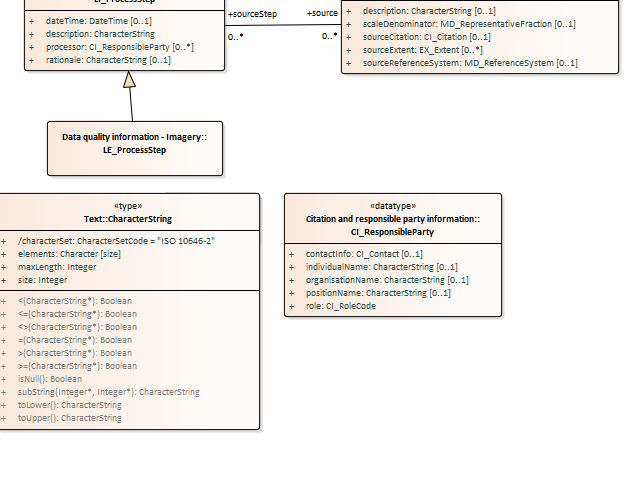 LI_ProcessStep
+ dateTime: DateTime [0..1]
+ description: CharacterString
+ processor: CI_ResponsibleParty [0..*]
+ rationale: CharacterString [0..1]
+sourceStep
+source
0..*
0..*
+ description: CharacterString [0..1]
+ scaleDenominator: MD_RepresentativeFraction [0..1]
+ sourceCitation: CI_Citation [0..1]
+ sourceExtent: EX_Extent [0..*]
+ sourceReferenceSystem: MD_ReferenceSystem [0..1]
Data quality information - Imagery::
LE_ProcessStep
«type»
Text::CharacterString
+ /characterSet: CharacterSetCode = "ISO 10646-2"
+ elements: Character [size]
+ maxLength: Integer
+ size: Integer
+ <(CharacterString*): Boolean
+ <=(CharacterString*): Boolean
+ <>(CharacterString*): Boolean
+ =(CharacterString*): Boolean
+ >(CharacterString*): Boolean
+ >=(CharacterString*): Boolean
+ isNull(): Boolean
+ subString(Integer*, Integer*): CharacterString
+ toLower(): CharacterString
+ toUpper(): CharacterString
«datatype»
Citation and responsible party information::
CI_ResponsibleParty
+ contactInfo: CI_Contact [0..1]
+ individualName: CharacterString [0..1]
+ organisationName: CharacterString [0..1]
+ positionName: CharacterString [0..1]
+ role: CI_RoleCode